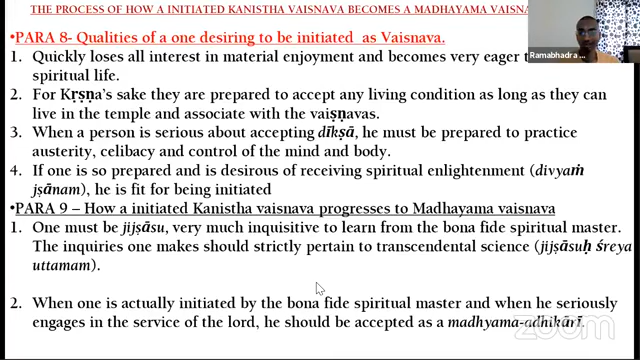 THE PROCESS OF HOW A INITIATED KANISTHA VAISNAVA BECOMES A MADHAYAMA VAISNA
•PARA 8- Qualities of a one desiring to be initiated as Vaisnava.
1. Quickly loses all interest in material enjoyment and becomes very eager t
spiritual life.
2. For Kṛṣṇa's sake they are prepared to accept any living condition as long as they can
live in the temple and associate with the vaiṣṇavas.
3. When a person is serious about accepting dīkṣā, he must be prepared to practice
austerity, celibacy and control of the mind and body.
4. If one is so prepared and is desirous of receiving spiritual enlightenment (divyaṁ
jṣānam), he is fit for being initiated
•PARA 9 – How a initiated Kanistha vaisnava progresses to Madhayama vaisnava
1. One must be jijṣāsu, very much inquisitive to learn from the bona fide spiritual master.
The inquiries one makes should strictly pertain to transcendental science (jijṣāsuḥ śreya
uttamam).
2. When one is actually initiated by the bona fide spiritual master and when he seriously
engages in the service of the lord, he should be accepted as a madhyama-adhikārī.
Ramabhadra
zoom